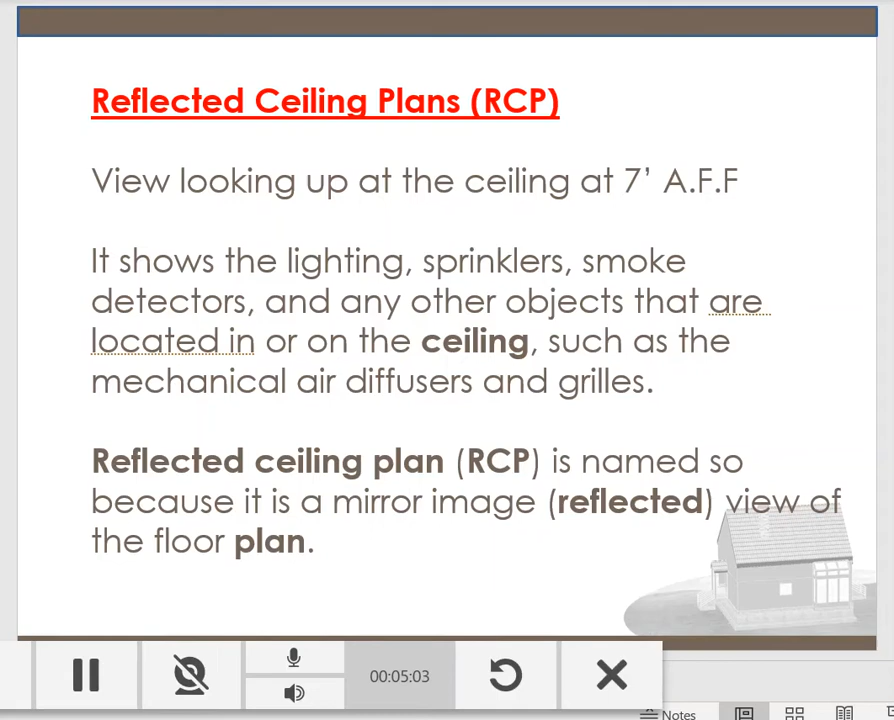 Reflected Ceiling Plans (RCP)
View looking up at the ceiling at 7’ A.F.F
It shows the lighting, sprinklers, smoke
detectors, and any other objects that are
located in or on the ceiling, such as the
mechanical air diffusers and grilles.
Reflected ceiling plan (RCP) is named so
because it is a mirror image (reflected) view of
the floor plan.
00:05:03
Notes